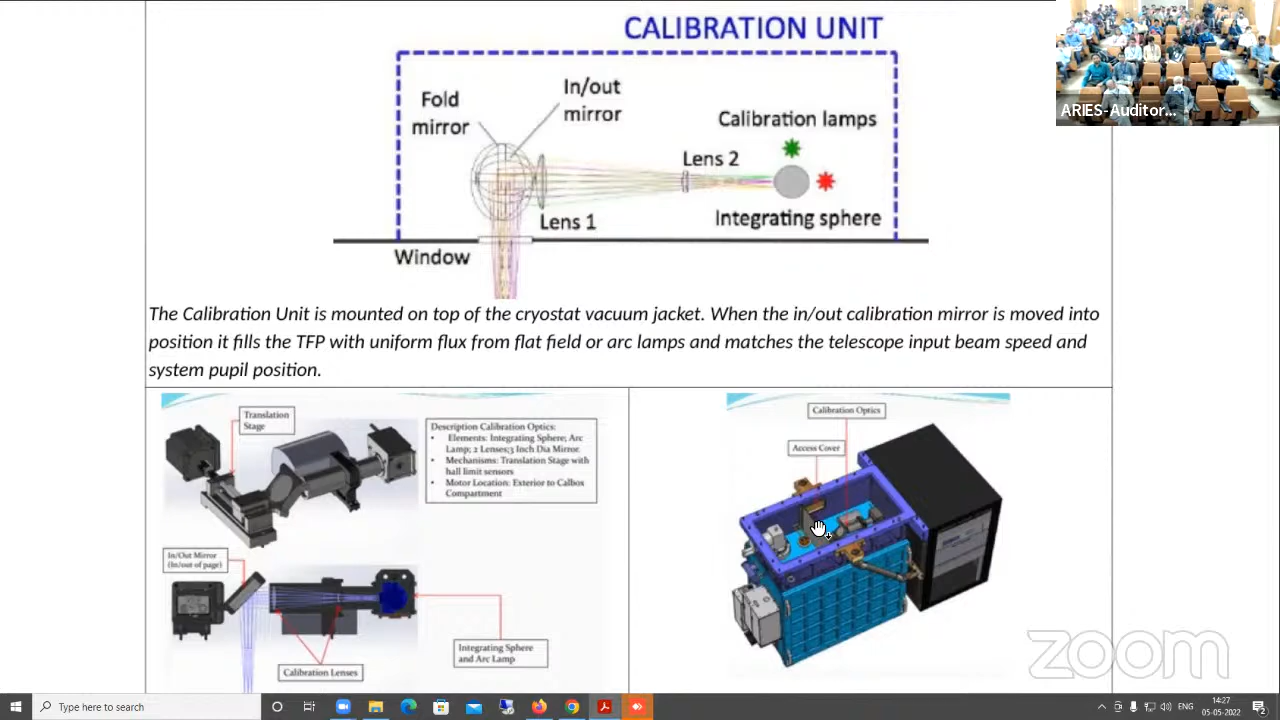 CALIBRATION UNIT
Fold
mirror
In/out
mirror
Calibration lamps
Lens 2
Lens 1
Integrating sphere
Window
The Calibration Unit is mounted on top of the cryostat vacuum jacket. When the in/out calibration mirror is moved into
position it fills the TFP with uniform flux from flat field or arc lamps and matches the telescope input beam speed and
system pupil position.
Translation
Stage
Description Calibration Optics:
• Elements: Integrating Sphere; Arc
Lamp; 2 Lenses;3 Inch Dia Mirror
• Mechanisms: Translation Stage with
hall limit sensors
• Motor Location: Exterior to Calbox
Compartment
In/Out Mirror
(In/out of page)
Integrating Sphere
and Arc Lamp
Calibration Lenses
Calibration Optics
Access Cover
ARIES-Auditor...
zoom
Type here to search
ENG
14:27
05-05-2022
2